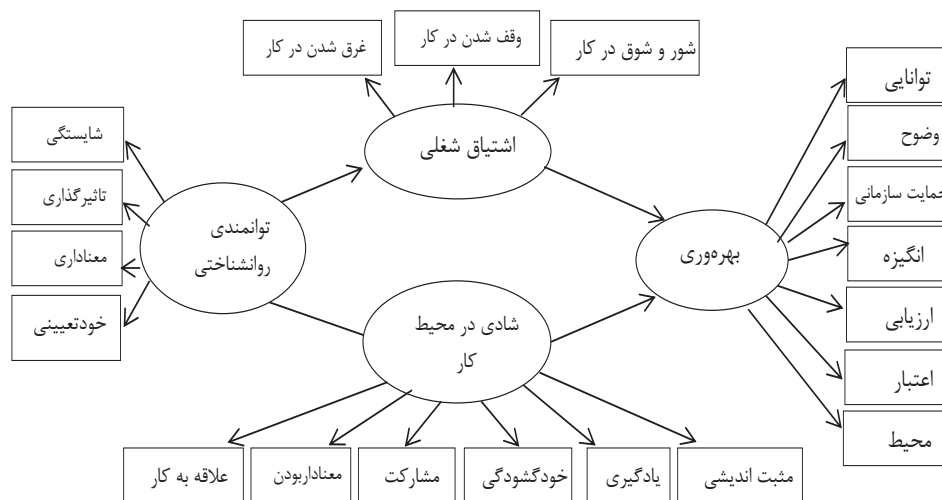 شور و شوق در کار
وقف شدن در کار
غرق شدن در کار
اشتیاق شغلی
توانایی
وضوح
حمایت سازمانی
انگیزه
ارزیابی
اعتبار
محیط
بهره‌وری
شایستگی
تاثیرگذاری
معناداری
خودتعیینی
توانمندی
روانشناختی
شادی در محیط
کار
مثبت اندیشی
یادگیری
خودگشودگی
مشارکت
معناداربودن
علاقه به کار